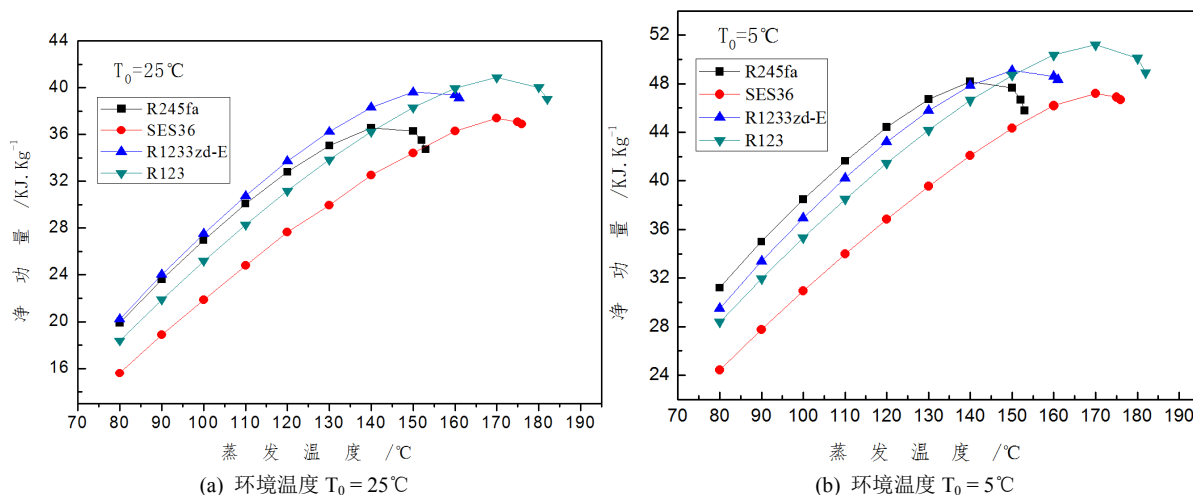 44
40
36
32
28
24
20
16
净 功 量 /KJ.Kg⁻¹
T₀=25℃
R245fa
SES36
R1233zd-E
R123
70 80 90 100 110 120 130 140 150 160 170 180 190
蒸 发 温 度 /℃
(a) 环境温度 T₀ = 25℃
52
48
44
40
36
32
28
24
净 功 量 /KJ.Kg⁻¹
T₀=5℃
R245fa
SES36
R1233zd-E
R123
70 80 90 100 110 120 130 140 150 160 170 180 190
蒸 发 温 度 /℃
(b) 环境温度 T₀ = 5℃